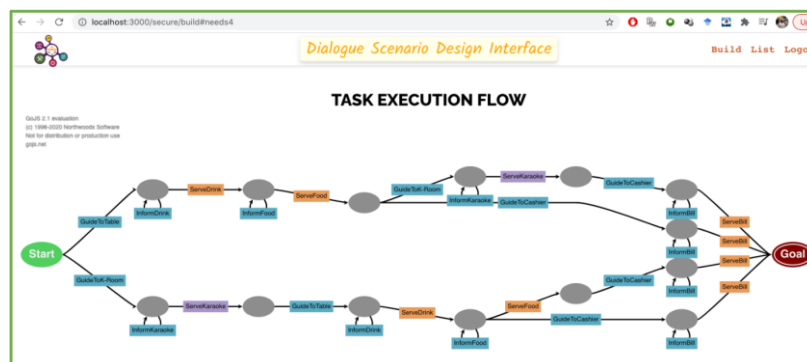 localhost:3000/secure/build#needs4
Dialogue Scenario Design Interface
Build List Logo
TASK EXECUTION FLOW
GoJS 2.1 evaluation
(c) 1998-2020 Northwoods Software
Not for distribution or production use
gojs.net
GuideToK-Room
ServeKaraoke
GuideToCashier
ServeDrink
ServeFood
InformKaraoke
GuideToCashier
InformDrink
InformFood
InformBill
ServeBill
GuideToTable
ServeBill
InformBill
Start
Goal
ServeBill
GuideToCashier
InformBill
GuideToK-Room
ServeBill
ServeKaraoke
GuideToTable
ServeFood
ServeDrink
GuideToCashier
InformKaraoke
InformDrink
InformFood
InformBill